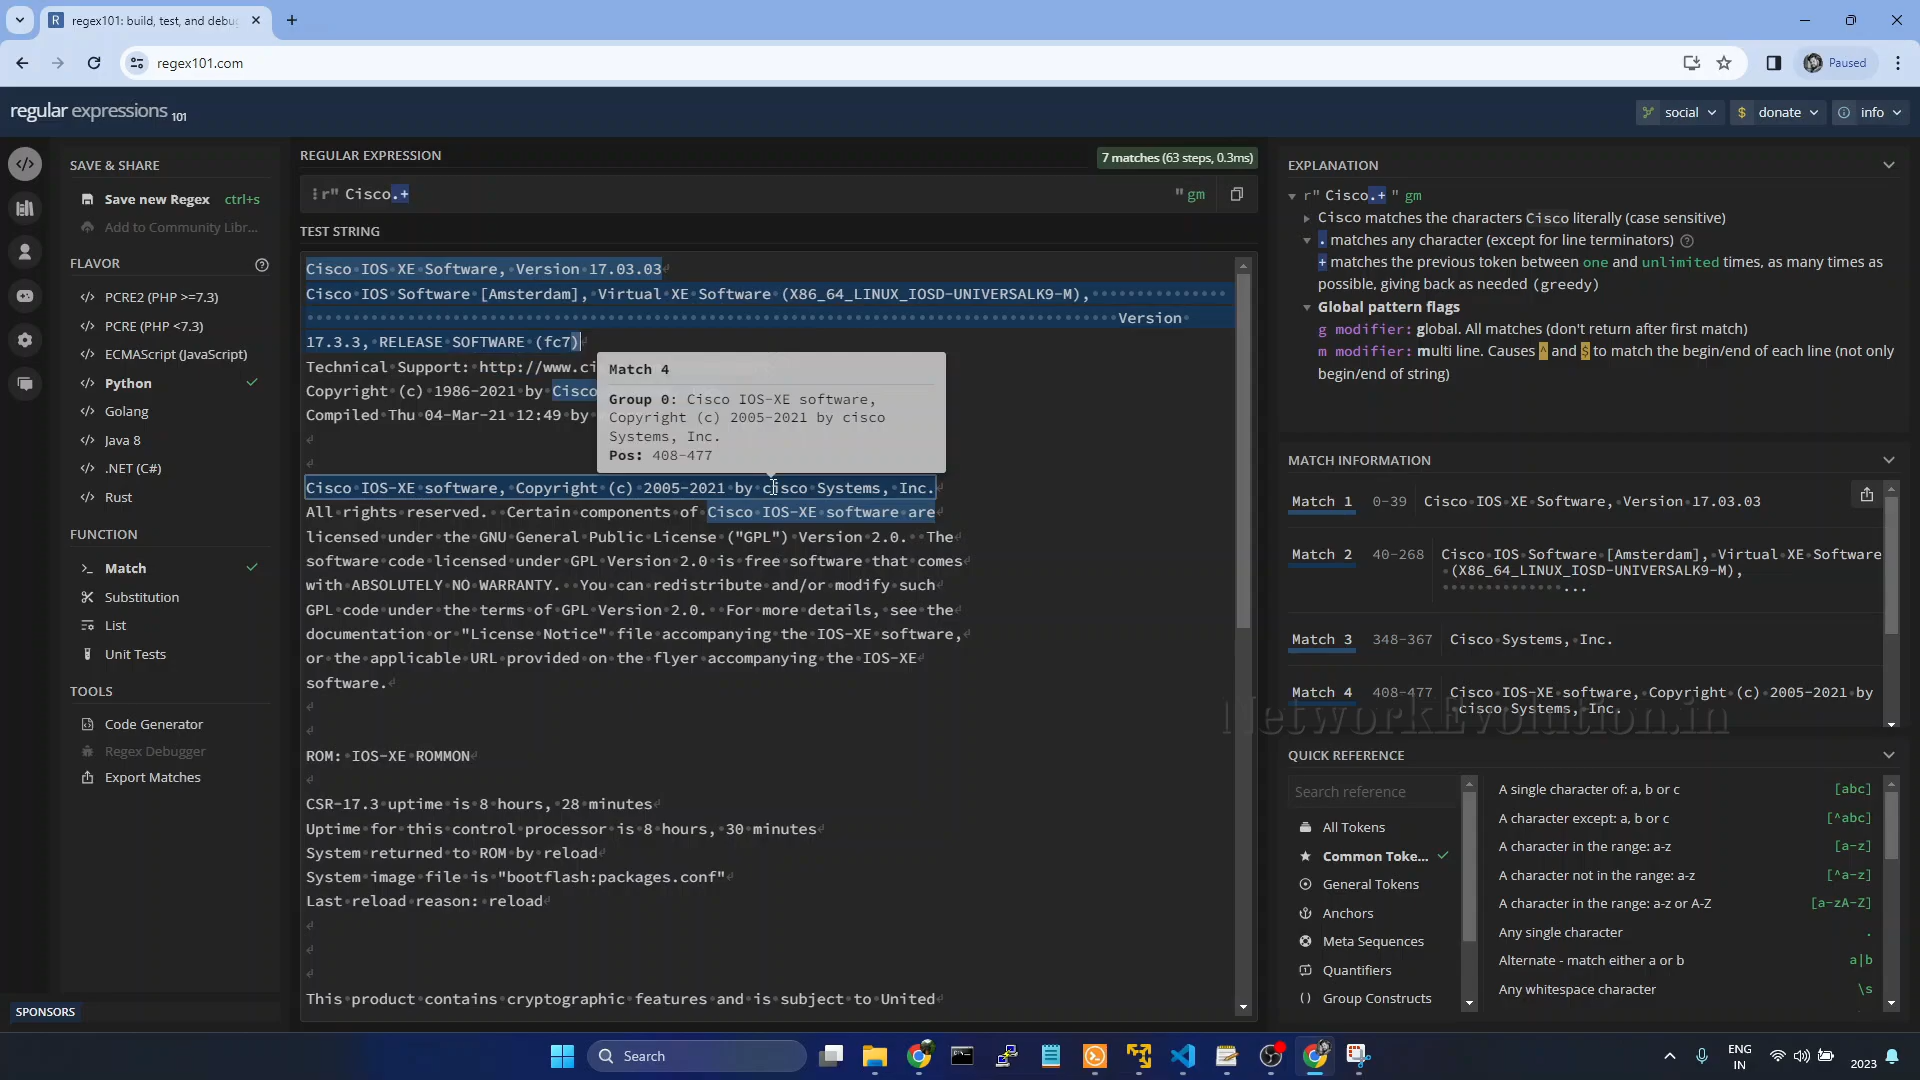 regex101: build, test, and debu
regex101.com
Paused
regular expressions 101
social
donate
info
SAVE & SHARE
Save new Regex ctrl+s
Add to Community Libr...
FLAVOR
PCRE2 (PHP >=7.3)
PCRE (PHP <7.3)
ECMAScript (JavaScript)
Python
Golang
Java 8
.NET (C#)
Rust
FUNCTION
Match
Substitution
List
Unit Tests
TOOLS
Code Generator
Regex Debugger
Export Matches
SPONSORS
REGULAR EXPRESSION
7 matches (63 steps, 0.3ms)
r" Cisco.+ " gm
TEST STRING
Cisco IOS XE Software, Version 17.03.03
Cisco IOS Software [Amsterdam], Virtual XE Software (X86_64_LINUX_IOSD-UNIVERSALK9-M),
Version
17.3.3, RELEASE SOFTWARE (fc7)
Technical Support: http://www.ci
Copyright (c) 1986-2021 by Cisco
Compiled Thu 04-Mar-21 12:49 by
Match 4
Group 0: Cisco IOS-XE software,
Copyright (c) 2005-2021 by cisco
Systems, Inc.
Pos: 408-477
Cisco IOS-XE software, Copyright (c) 2005-2021 by cisco Systems, Inc.
All rights reserved. Certain components of Cisco IOS-XE software are
licensed under the GNU General Public License ("GPL") Version 2.0. The
software code licensed under GPL Version 2.0 is free software that comes
with ABSOLUTELY NO WARRANTY. You can redistribute and/or modify such
GPL code under the terms of GPL Version 2.0. For more details, see the
documentation or "License Notice" file accompanying the IOS-XE software,
or the applicable URL provided on the flyer accompanying the IOS-XE
software.
ROM: IOS-XE ROMMON
CSR-17.3 uptime is 8 hours, 28 minutes
Uptime for this control processor is 8 hours, 30 minutes
System returned to ROM by reload
System image file is "bootflash:packages.conf"
Last reload reason: reload
This product contains cryptographic features and is subject to United
EXPLANATION
r" Cisco.+ " gm
Cisco matches the characters Cisco literally (case sensitive)
. matches any character (except for line terminators)
+ matches the previous token between one and unlimited times, as many times as
possible, giving back as needed (greedy)
Global pattern flags
g modifier: global. All matches (don't return after first match)
m modifier: multi line. Causes ^ and $ to match the begin/end of each line (not only
begin/end of string)
MATCH INFORMATION
Match 1 0-39 Cisco IOS XE Software, Version 17.03.03
Match 2 40-268 Cisco IOS Software [Amsterdam], Virtual XE Software
(X86_64_LINUX_IOSD-UNIVERSALK9-M),
...
Match 3 348-367 Cisco Systems, Inc.
Match 4 408-477 Cisco IOS-XE software, Copyright (c) 2005-2021 by
cisco Systems, Inc.
NetworkEvolution.in
QUICK REFERENCE
Search reference
All Tokens
Common Toke...
General Tokens
Anchors
Meta Sequences
Quantifiers
Group Constructs
A single character of: a, b or c [abc]
A character except: a, b or c [^abc]
A character in the range: a-z [a-z]
A character not in the range: a-z [^a-z]
A character in the range: a-z or A-Z [a-zA-Z]
Any single character .
Alternate - match either a or b a|b
Any whitespace character \s
Search
ENG
IN
2023